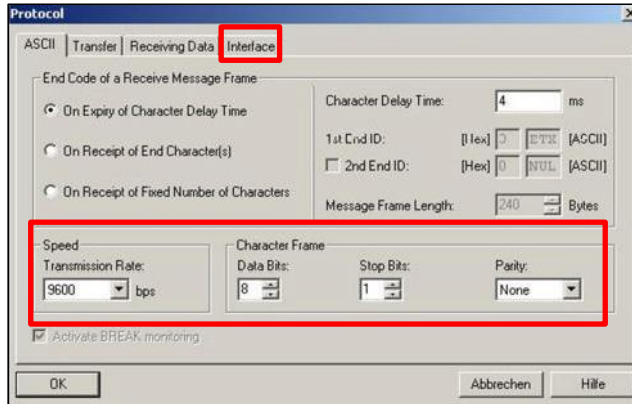 Protocol
ASCII Transfer Receiving Data Interface
End Code of a Receive Message Frame
On Expiry of Character Delay Time
On Receipt of End Character(s)
On Receipt of Fixed Number of Characters
Character Delay Time: 4 ms
1st End ID: [Hex] ETX [ASCII]
2nd End ID: [Hex] 0 NUL [ASCII]
Message Frame Length: 240 Bytes
Speed
Transmission Rate:
9600 bps
Character Frame
Data Bits: Stop Bits: Parity:
8 1 None
Activate BREAK monitoring
OK Abbrechen Hilfe